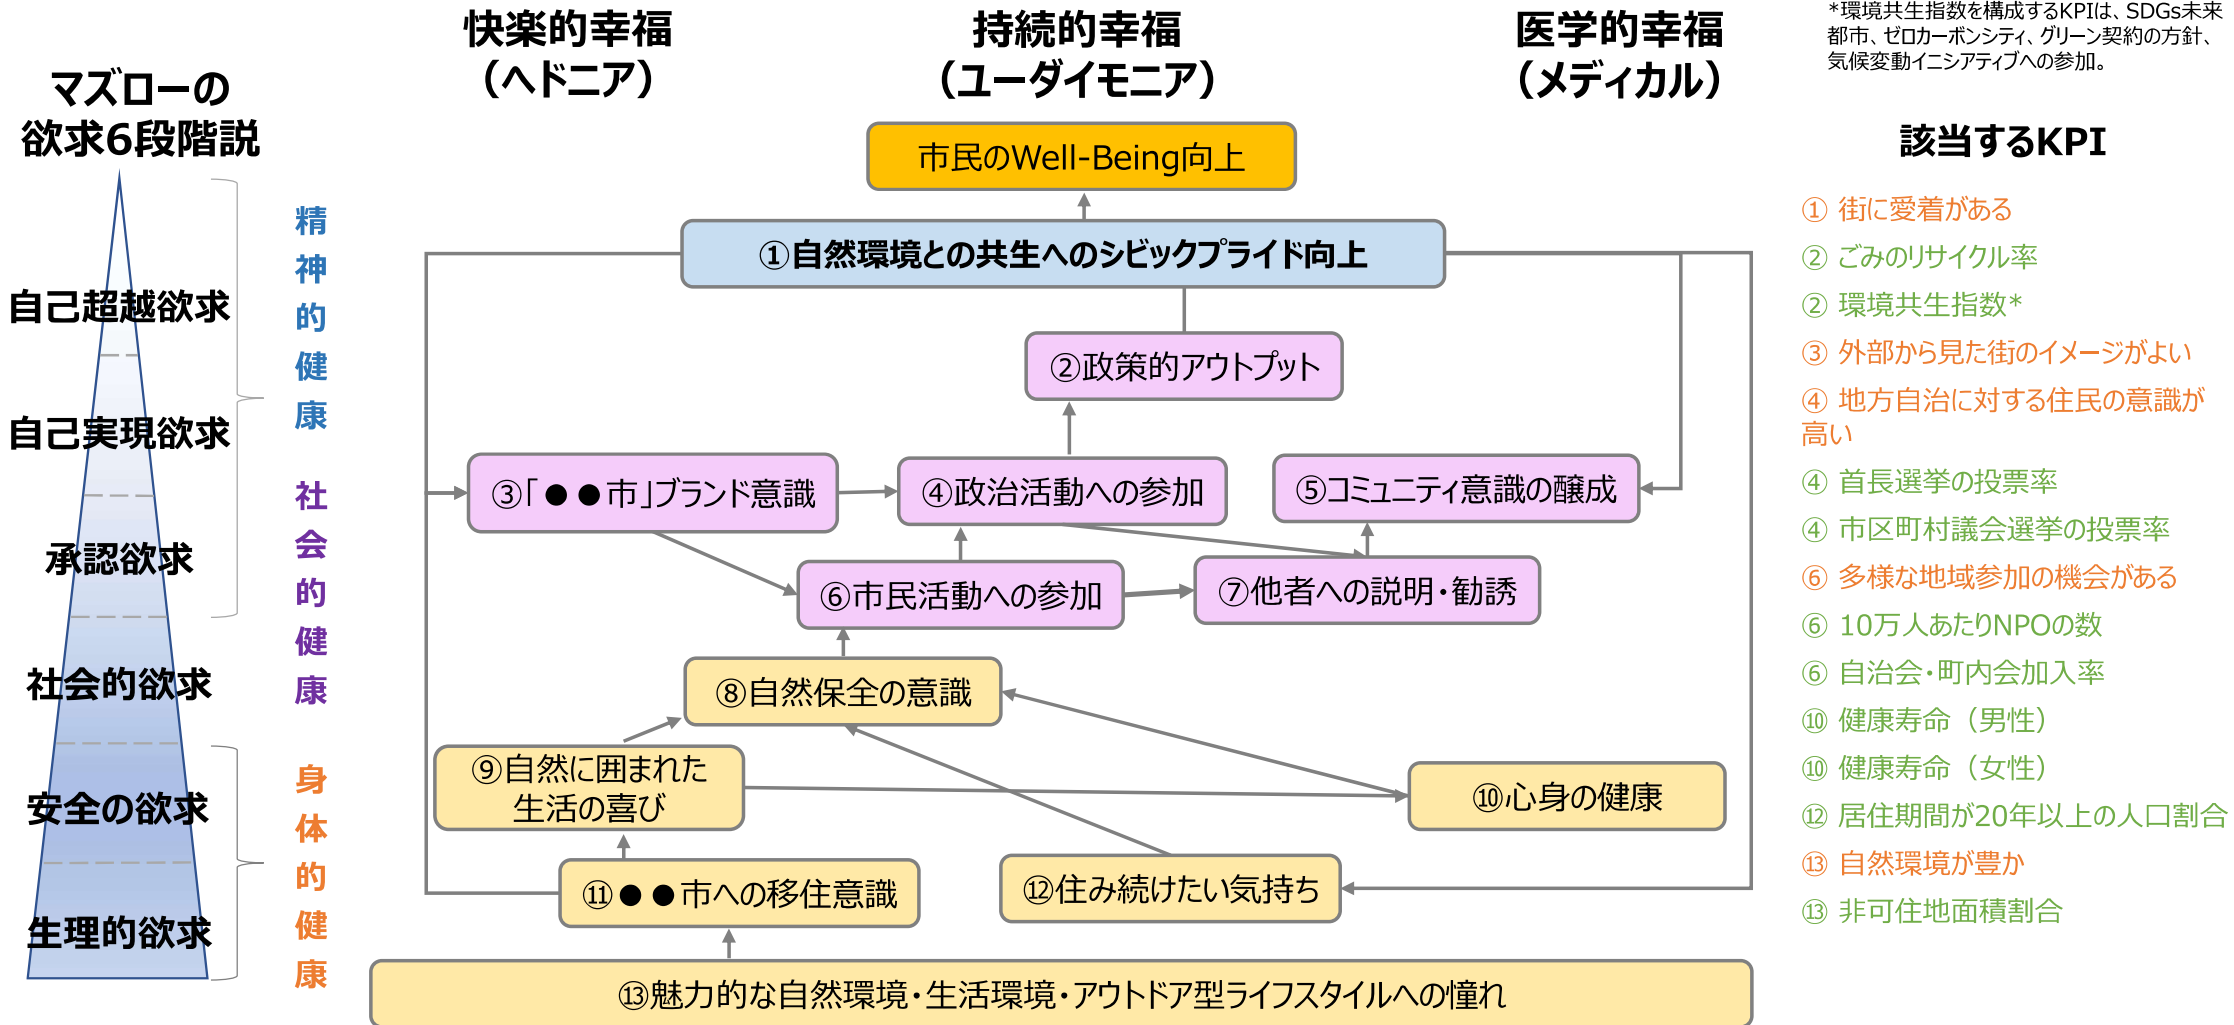 快楽的幸福
（ヘドニア）
持続的幸福
（ユーダイモニア）
医学的幸福
（メディカル）
*環境共生指数を構成するKPIは、SDGs未来
都市、ゼロカーボンシティ、グリーン契約の方針、
気候変動イニシアティブへの参加。
マズローの
欲求6段階説
自己超越欲求
自己実現欲求
承認欲求
社会的欲求
安全の欲求
生理的欲求
精神的健康
社会的健康
身体的健康
市民のWell-Being向上
①自然環境との共生へのシビックプライド向上
②政策的アウトプット
③「●●市」ブランド意識
④政治活動への参加
⑤コミュニティ意識の醸成
⑥市民活動への参加
⑦他者への説明・勧誘
⑧自然保全の意識
⑨自然に囲まれた
生活の喜び
⑩心身の健康
⑪●●市への移住意識
⑫住み続けたい気持ち
⑬魅力的な自然環境・生活環境・アウトドア型ライフスタイルへの憧れ
該当するKPI
① 街に愛着がある
② ごみのリサイクル率
② 環境共生指数*
③ 外部から見た街のイメージがよい
④ 地方自治に対する住民の意識が
高い
④ 首長選挙の投票率
④ 市区町村議会選挙の投票率
⑥ 多様な地域参加の機会がある
⑥ 10万人あたりNPOの数
⑥ 自治会・町内会加入率
⑩ 健康寿命（男性）
⑩ 健康寿命（女性）
⑫ 居住期間が20年以上の人口割合
⑬ 自然環境が豊か
⑬ 非可住地面積割合